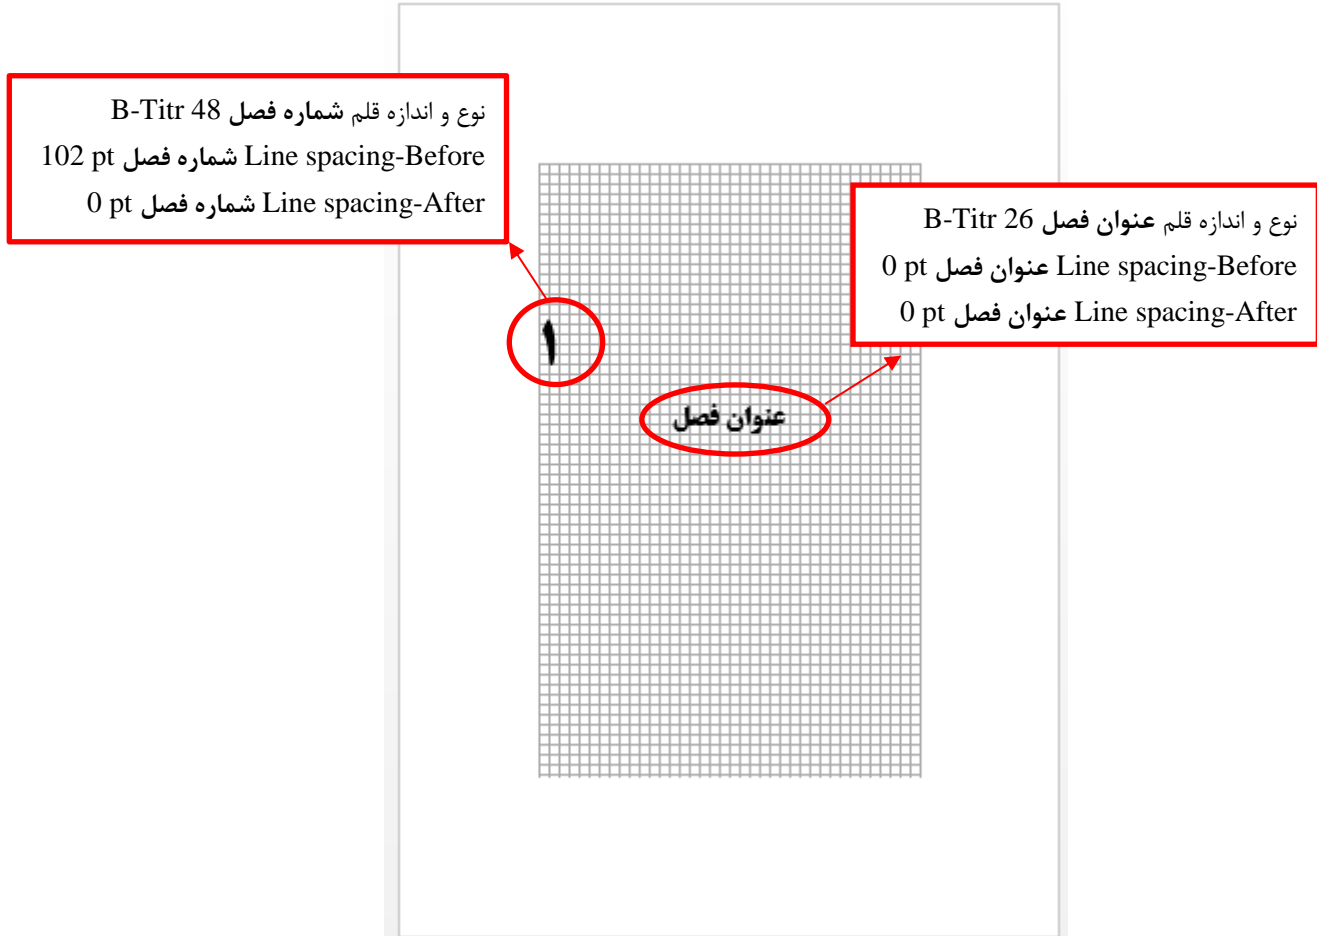 نوع و اندازه قلم شماره فصل B-Titr 48
Line spacing-Before شماره فصل 102 pt
Line spacing-After شماره فصل 0 pt
نوع و اندازه قلم عنوان فصل B-Titr 26
Line spacing-Before عنوان فصل 0 pt
Line spacing-After عنوان فصل 0 pt
۱
عنوان فصل